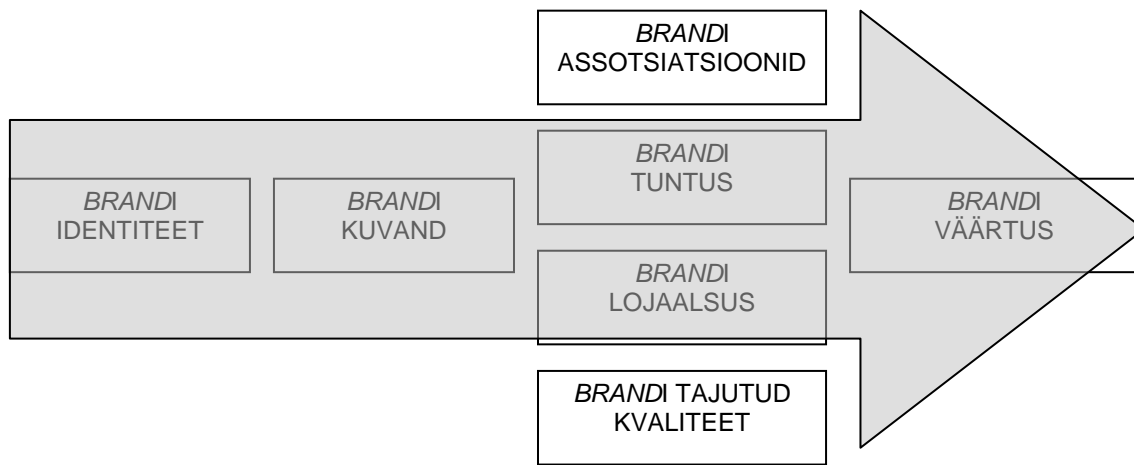 BRANDI
IDENTITEET
BRANDI
KUVAND
BRANDI
ASSOTSIATSIOONID
BRANDI
TUNTUS
BRANDI
LOJAALSUS
BRANDI TAJUTUD
KVALITEET
BRANDI
VÄÄRTUS